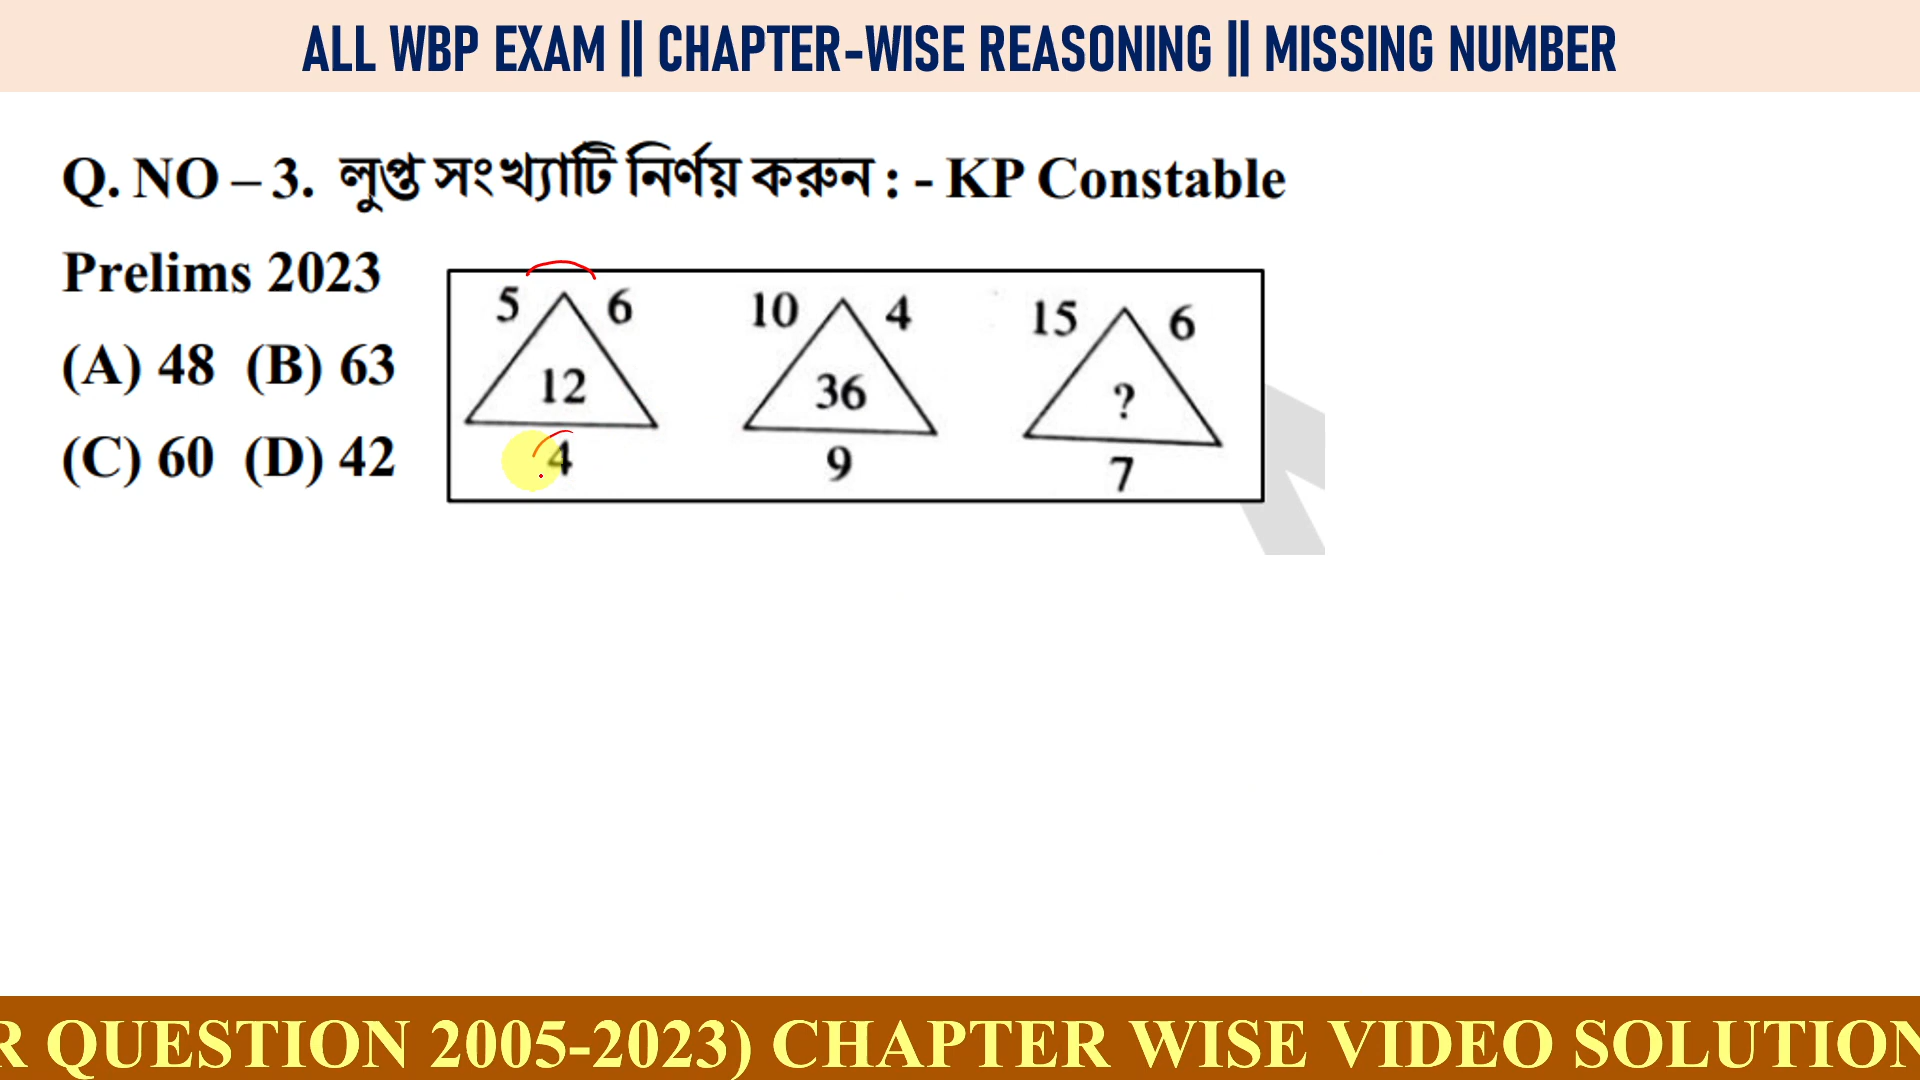 ALL WBP EXAM || CHAPTER-WISE REASONING || MISSING NUMBER
Q. NO – 3. লুপ্ত সংখ্যাটি নির্ণয় করুন : - KP Constable
Prelims 2023
(A) 48 (B) 63
(C) 60 (D) 42
5 6 10 4 15 6
12 36 ?
4 9 7
R QUESTION 2005-2023) CHAPTER WISE VIDEO SOLUTION